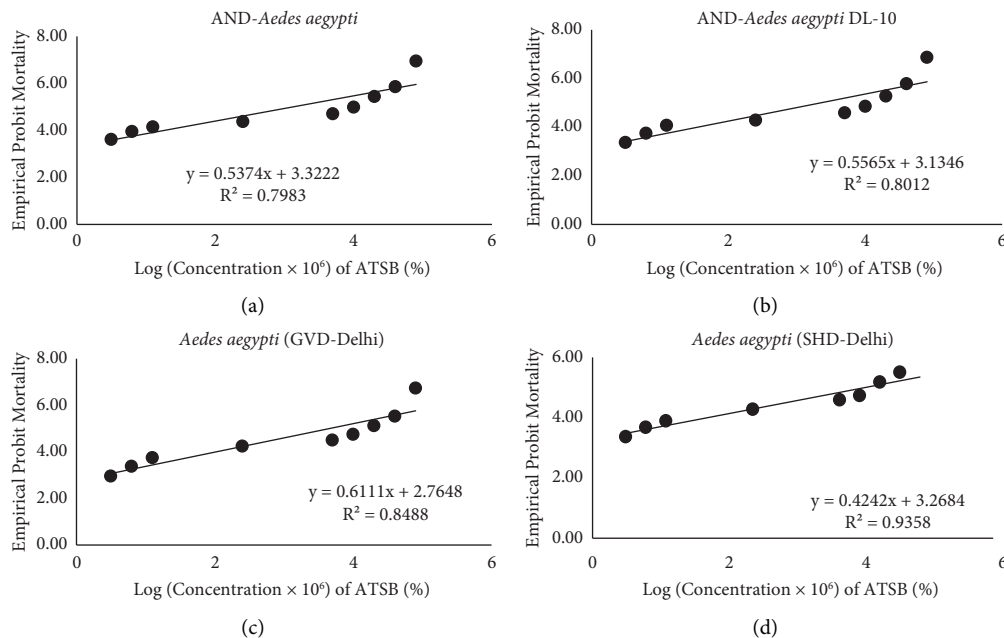 (a)
AND-Aedes aegypti
Empirical Probit Mortality
8.00
6.00
4.00
2.00
0.00
y = 0.5374x + 3.3222
R² = 0.7983
0 2 4 6
Log (Concentration × 10⁶) of ATSB (%)
(a)
(b)
AND-Aedes aegypti DL-10
Empirical Probit Mortality
8.00
6.00
4.00
2.00
0.00
y = 0.5565x + 3.1346
R² = 0.8012
0 2 4 6
Log (Concentration × 10⁶) of ATSB (%)
(b)
Aedes aegypti (GVD-Delhi)
Empirical Probit Mortality
8.00
6.00
4.00
2.00
0.00
y = 0.6111x + 2.7648
R² = 0.8488
0 2 4 6
Log (Concentration × 10⁶) of ATSB (%)
(c)
Aedes aegypti (SHD-Delhi)
Empirical Probit Mortality
6.00
4.00
2.00
0.00
y = 0.4242x + 3.2684
R² = 0.9358
0 2 4 6
Log (Concentration × 10⁶) of ATSB (%)
(d)